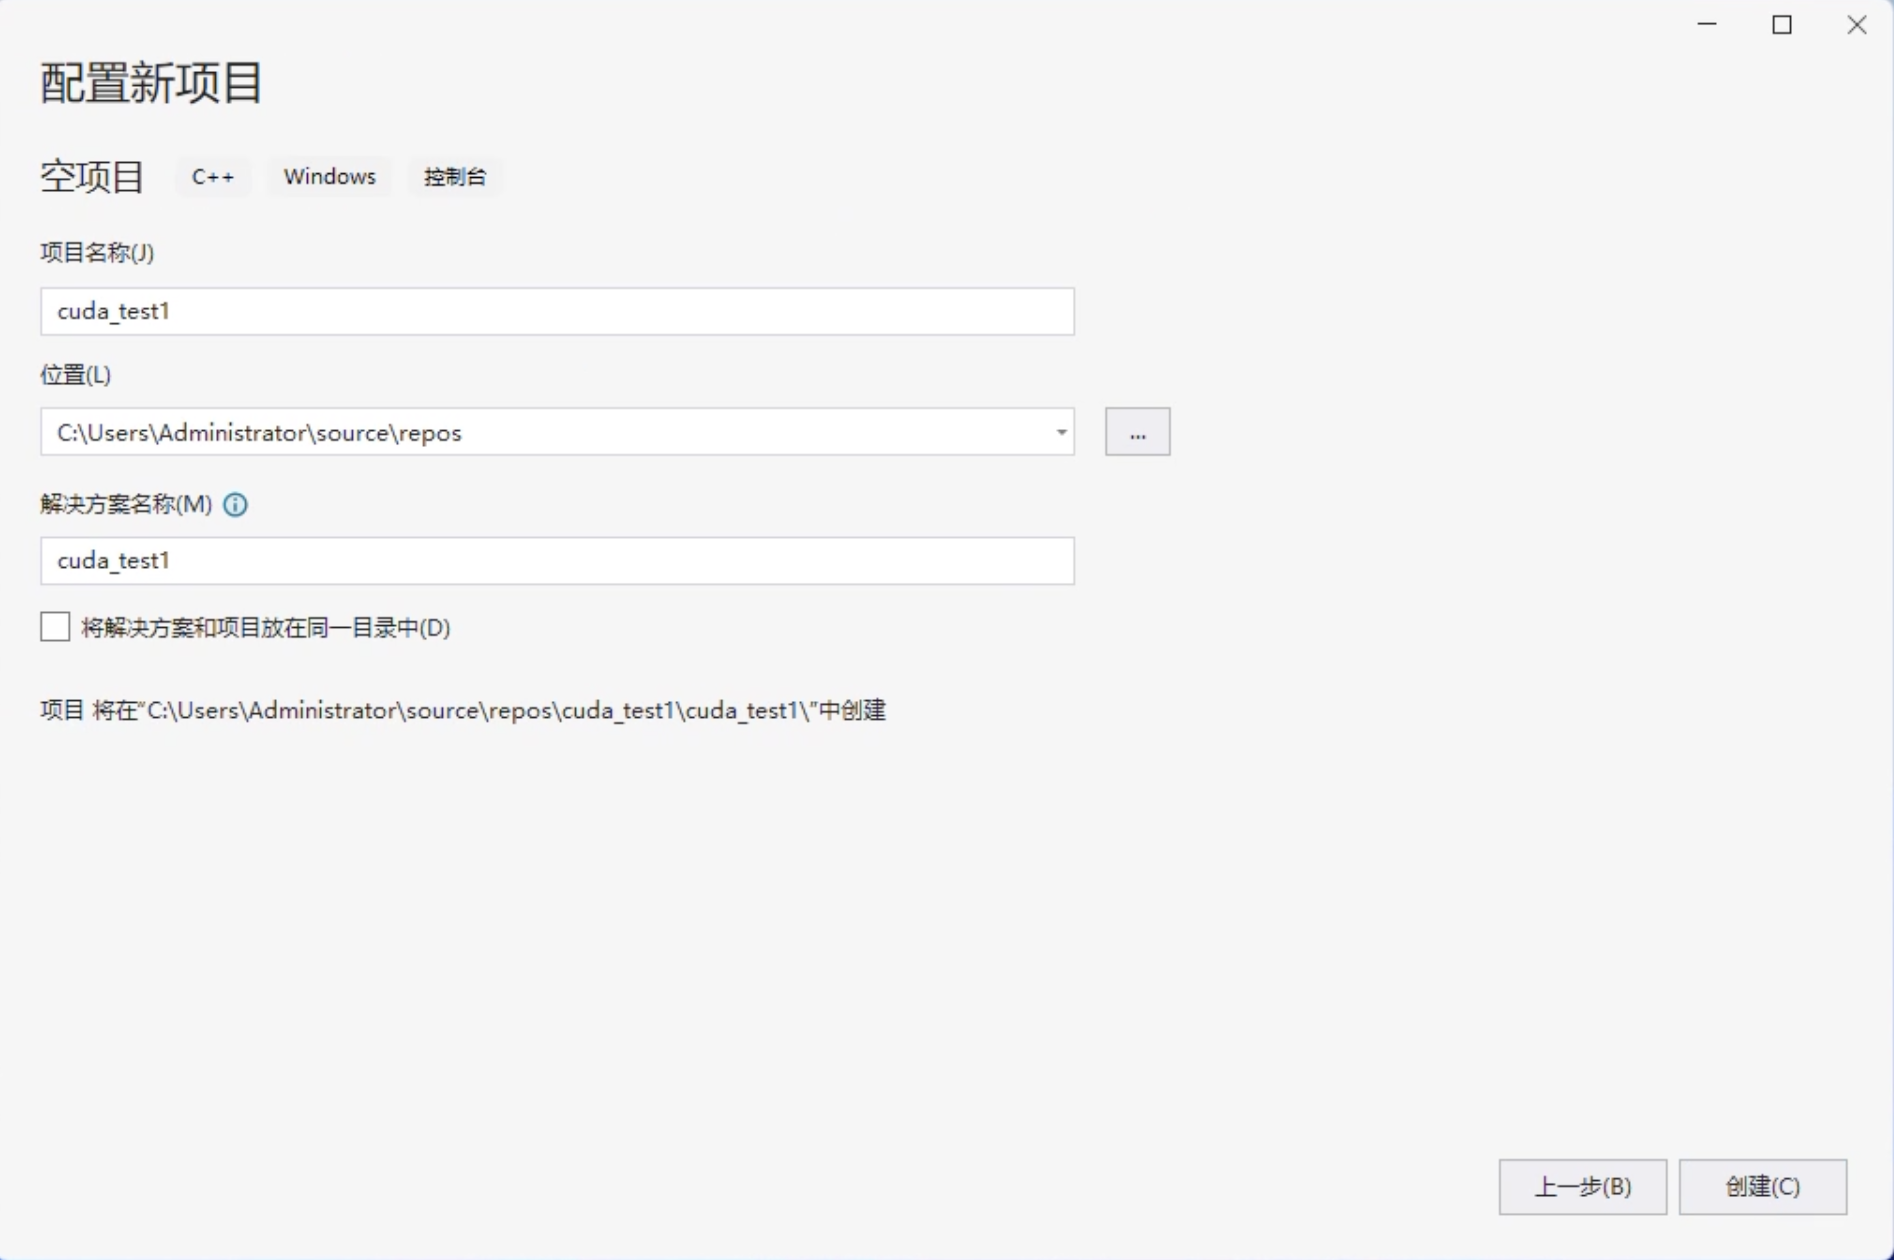 配置新项目
空项目 C++ Windows 控制台
项目名称(J)
cuda_test1
位置(L)
C:\Users\Administrator\source\repos
...
解决方案名称(M)
cuda_test1
将解决方案和项目放在同一目录中(D)
项目 将在"C:\Users\Administrator\source\repos\cuda_test1\cuda_test1\"中创建
上一步(B) 创建(C)